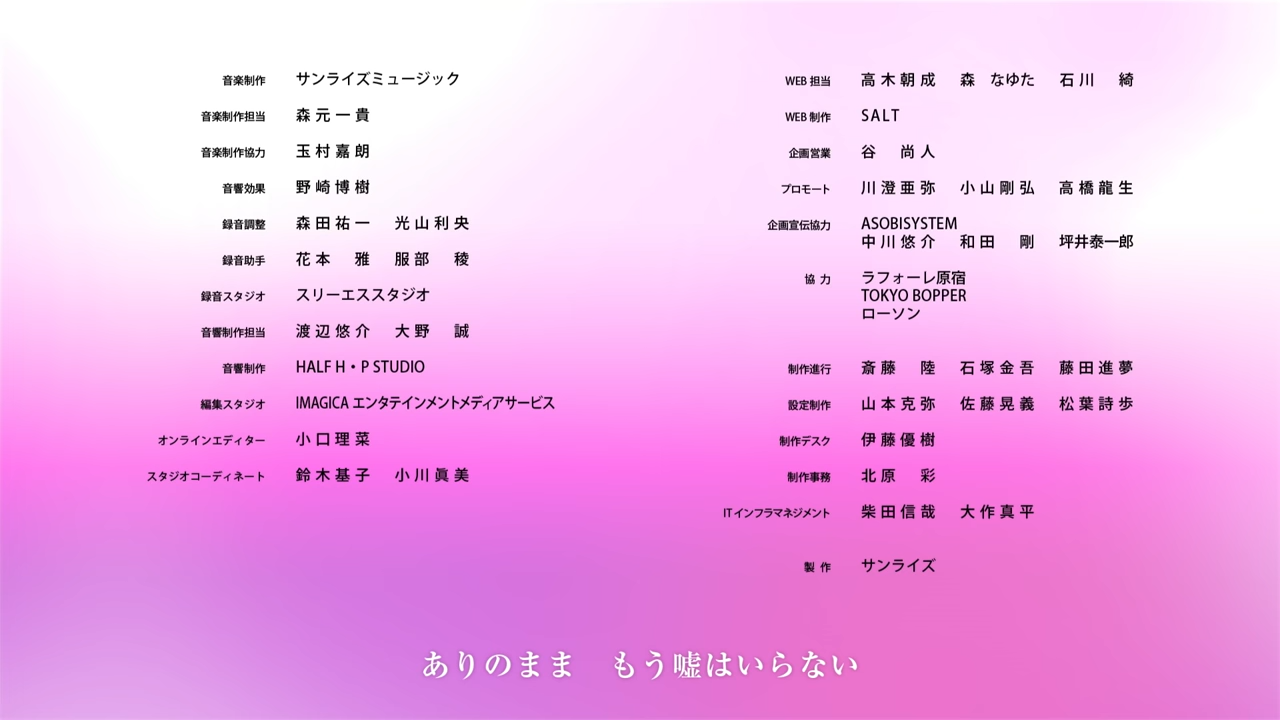 音楽制作 サンライズミュージック
音楽制作担当 森元一貴
音楽制作協力 玉村嘉朗
音響効果 野崎博樹
録音調整 森田祐一 光山利央
録音助手 花本 雅 服部 稜
録音スタジオ スリーエススタジオ
音響制作担当 渡辺悠介 大野 誠
音響制作 HALF H・P STUDIO
編集スタジオ IMAGICA エンタテインメントメディアサービス
オンラインエディター 小口理菜
スタジオコーディネート 鈴木基子 小川眞美
WEB 担当 高木朝成 森 なゆた 石川 綺
WEB 制作 SALT
企画営業 谷 尚人
プロモート 川澄亜弥 小山剛弘 高橋龍生
企画宣伝協力 ASOBISYSTEM
中川悠介 和田 剛 坪井泰一郎
協力 ラフォーレ原宿
TOKYO BOPPER
ローソン
制作進行 斎藤 陸 石塚金吾 藤田進夢
設定制作 山本克弥 佐藤晃義 松葉詩歩
制作デスク 伊藤優樹
制作事務 北原 彩
IT インフラマネジメント 柴田信哉 大作真平
製作 サンライズ
ありのまま もう嘘はいらない